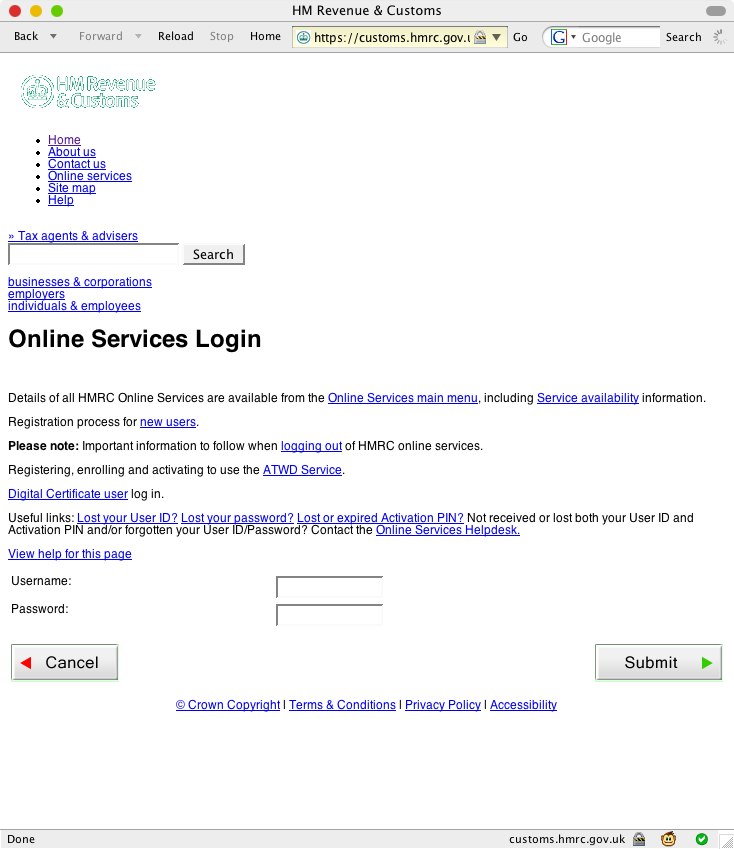 HM Revenue & Customs
Back Forward Reload Stop Home https://customs.hmrc.gov.u Go Google Search
HM Revenue
& Customs
Home
About us
Contact us
Online services
Site map
Help
» Tax agents & advisers
Search
businesses & corporations
employers
individuals & employees
Online Services Login
Details of all HMRC Online Services are available from the Online Services main menu, including Service availability information.
Registration process for new users.
Please note: Important information to follow when logging out of HMRC online services.
Registering, enrolling and activating to use the ATWD Service.
Digital Certificate user log in.
Useful links: Lost your User ID? Lost your password? Lost or expired Activation PIN? Not received or lost both your User ID and
Activation PIN and/or forgotten your User ID/Password? Contact the Online Services Helpdesk.
View help for this page
Username:
Password:
Cancel Submit
© Crown Copyright | Terms & Conditions | Privacy Policy | Accessibility
Done customs.hmrc.gov.uk